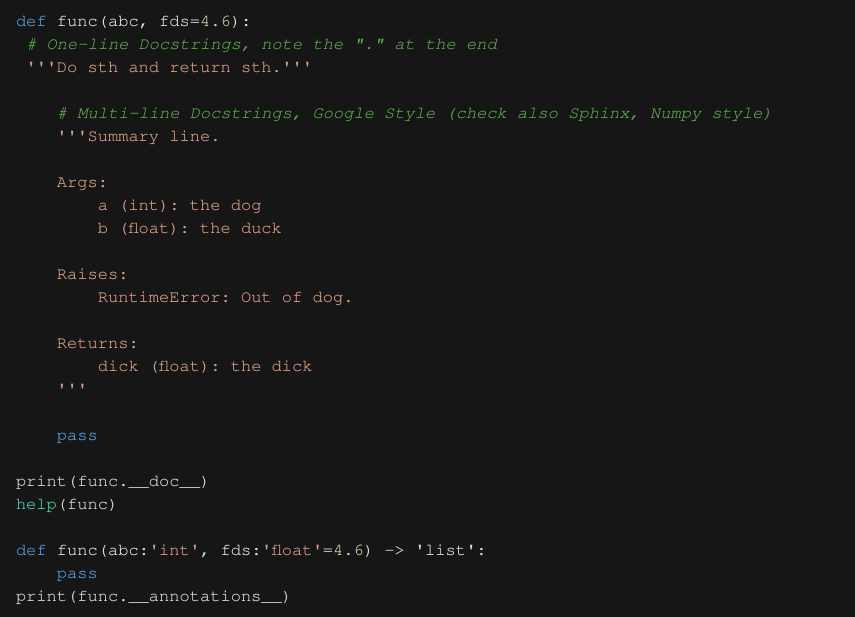 def func(abc, fds=4.6):
 # One-line Docstrings, note the "." at the end
 '''Do sth and return sth.'''
    # Multi-line Docstrings, Google Style (check also Sphinx, Numpy style)
    '''Summary line.
    Args:
        a (int): the dog
        b (float): the duck
    Raises:
        RuntimeError: Out of dog.
    Returns:
        dick (float): the dick
    '''
    pass
print(func.__doc__)
help(func)
def func(abc:'int', fds:'float'=4.6) -> 'list':
    pass
print(func.__annotations__)